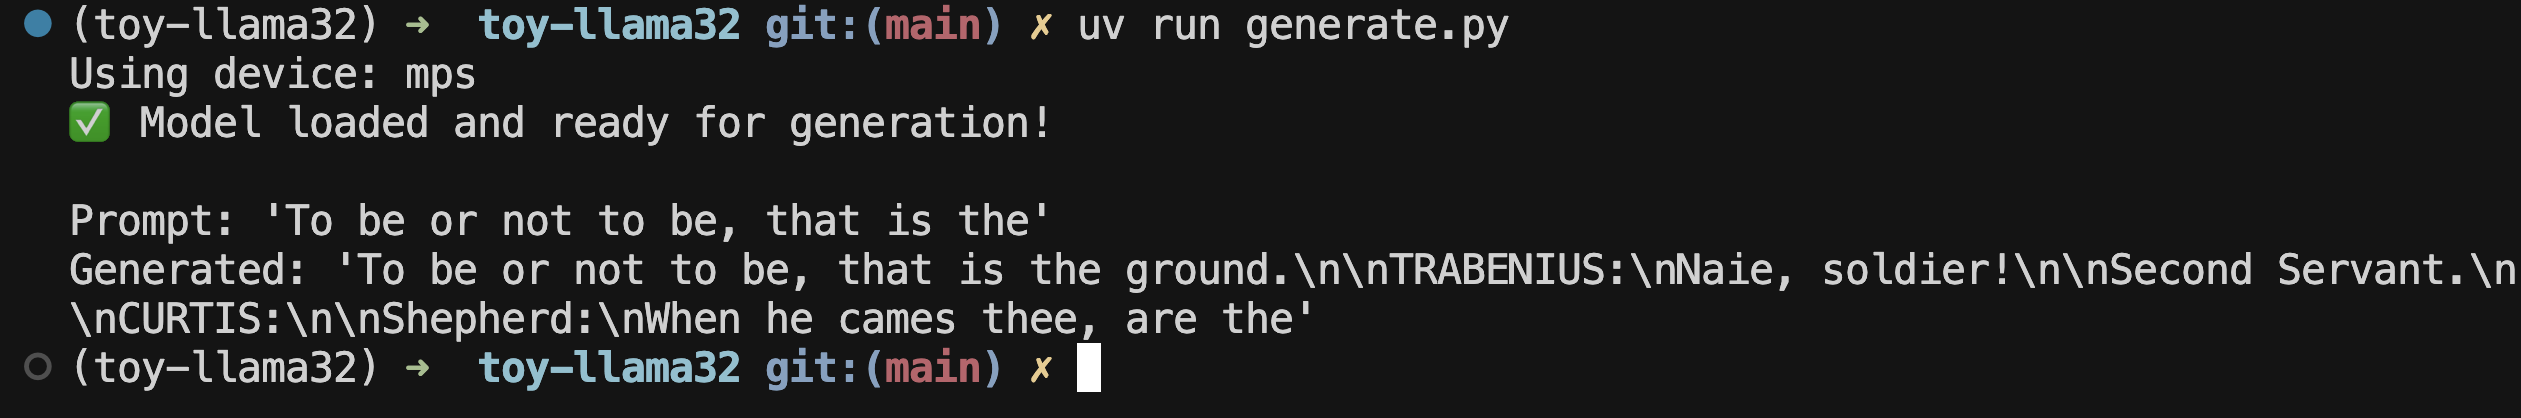 (toy-llama32) ➜  toy-llama32 git:(main) ✗ uv run generate.py
Using device: mps
✅ Model loaded and ready for generation!
Prompt: 'To be or not to be, that is the'
Generated: 'To be or not to be, that is the ground.\n\nTRABENIUS:\nNaie, soldier!\n\nSecond Servant.\n
\nCURTIS:\n\nShepherd:\nWhen he cames thee, are the'
(toy-llama32) ➜  toy-llama32 git:(main) ✗